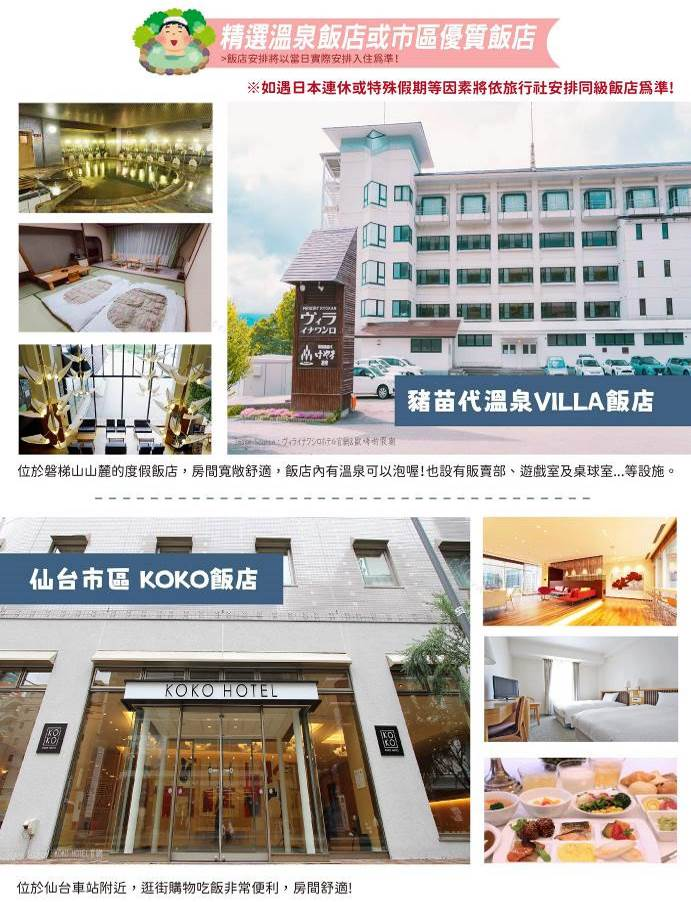 精選溫泉飯店或市區優質飯店
>飯店安排將以當日實際安排入住為準!
※如遇日本連休或特殊假期等因素將依旅行社安排同級飯店為準!
RESORT RYOKAN
ヴィラ
イナワシロ
豬苗代溫泉VILLA飯店
位於磐梯山山麓的度假飯店,房間寬敞舒適,飯店內有溫泉可以泡喔!也設有販賣部、遊戲室及桌球室...等設施。
仙台市區 KOKO飯店
KOKO HOTEL
KO
KO
KOKO HOTEL
KO
KO
KOKO HOTEL
位於仙台車站附近,逛街購物吃飯非常便利,房間舒適!